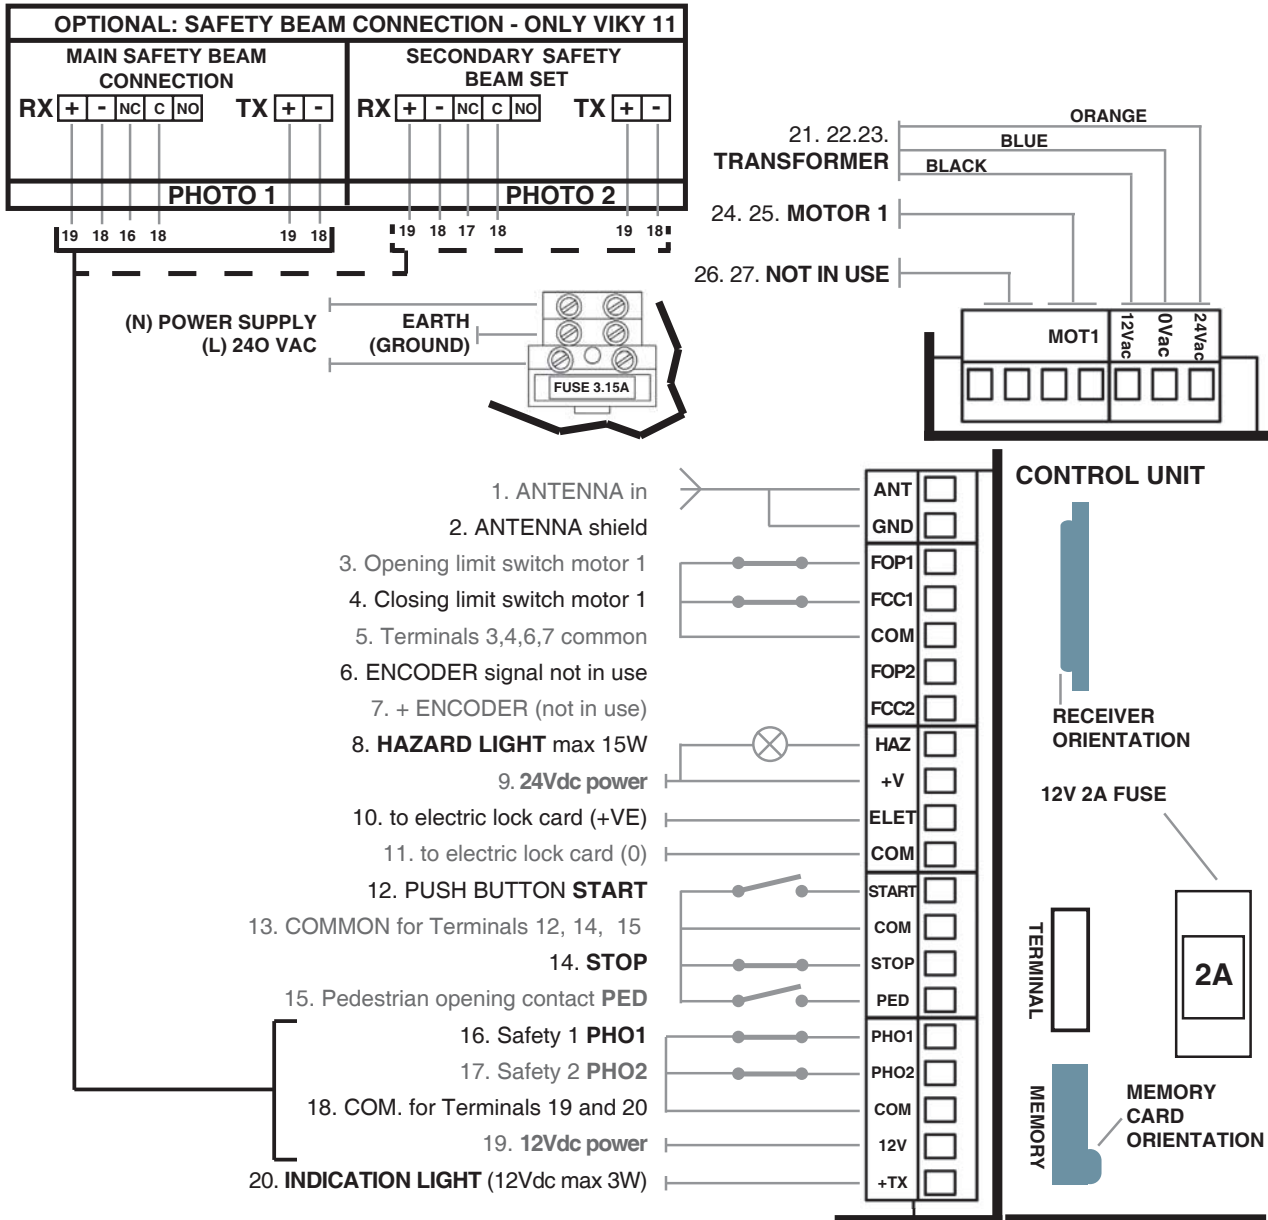 OPTIONAL: SAFETY BEAM CONNECTION - ONLY VIKY 11
MAIN SAFETY BEAM
CONNECTION
RX + - NC C NO TX + -
SECONDARY SAFETY
BEAM SET
RX + - NC C NO TX + -
PHOTO 1
PHOTO 2
19 18 16 18 19 18
19 18 17 18 19 18
21. 22.23.
TRANSFORMER
ORANGE
BLUE
BLACK
24. 25. MOTOR 1
26. 27. NOT IN USE
MOT1
12Vac
0Vac
24Vac
(N) POWER SUPPLY
(L) 24O VAC
EARTH
(GROUND)
FUSE 3.15A
CONTROL UNIT
1. ANTENNA in
ANT
2. ANTENNA shield
GND
3. Opening limit switch motor 1
FOP1
4. Closing limit switch motor 1
FCC1
5. Terminals 3,4,6,7 common
COM
6. ENCODER signal not in use
FOP2
7. + ENCODER (not in use)
FCC2
8. HAZARD LIGHT max 15W
HAZ
9. 24Vdc power
+V
10. to electric lock card (+VE)
ELET
11. to electric lock card (0)
COM
12. PUSH BUTTON START
START
13. COMMON for Terminals 12, 14, 15
COM
14. STOP
STOP
15. Pedestrian opening contact PED
PED
16. Safety 1 PHO1
PHO1
17. Safety 2 PHO2
PHO2
18. COM. for Terminals 19 and 20
COM
19. 12Vdc power
12V
20. INDICATION LIGHT (12Vdc max 3W)
+TX
RECEIVER
ORIENTATION
12V 2A FUSE
2A
TERMINAL
MEMORY
MEMORY
CARD
ORIENTATION